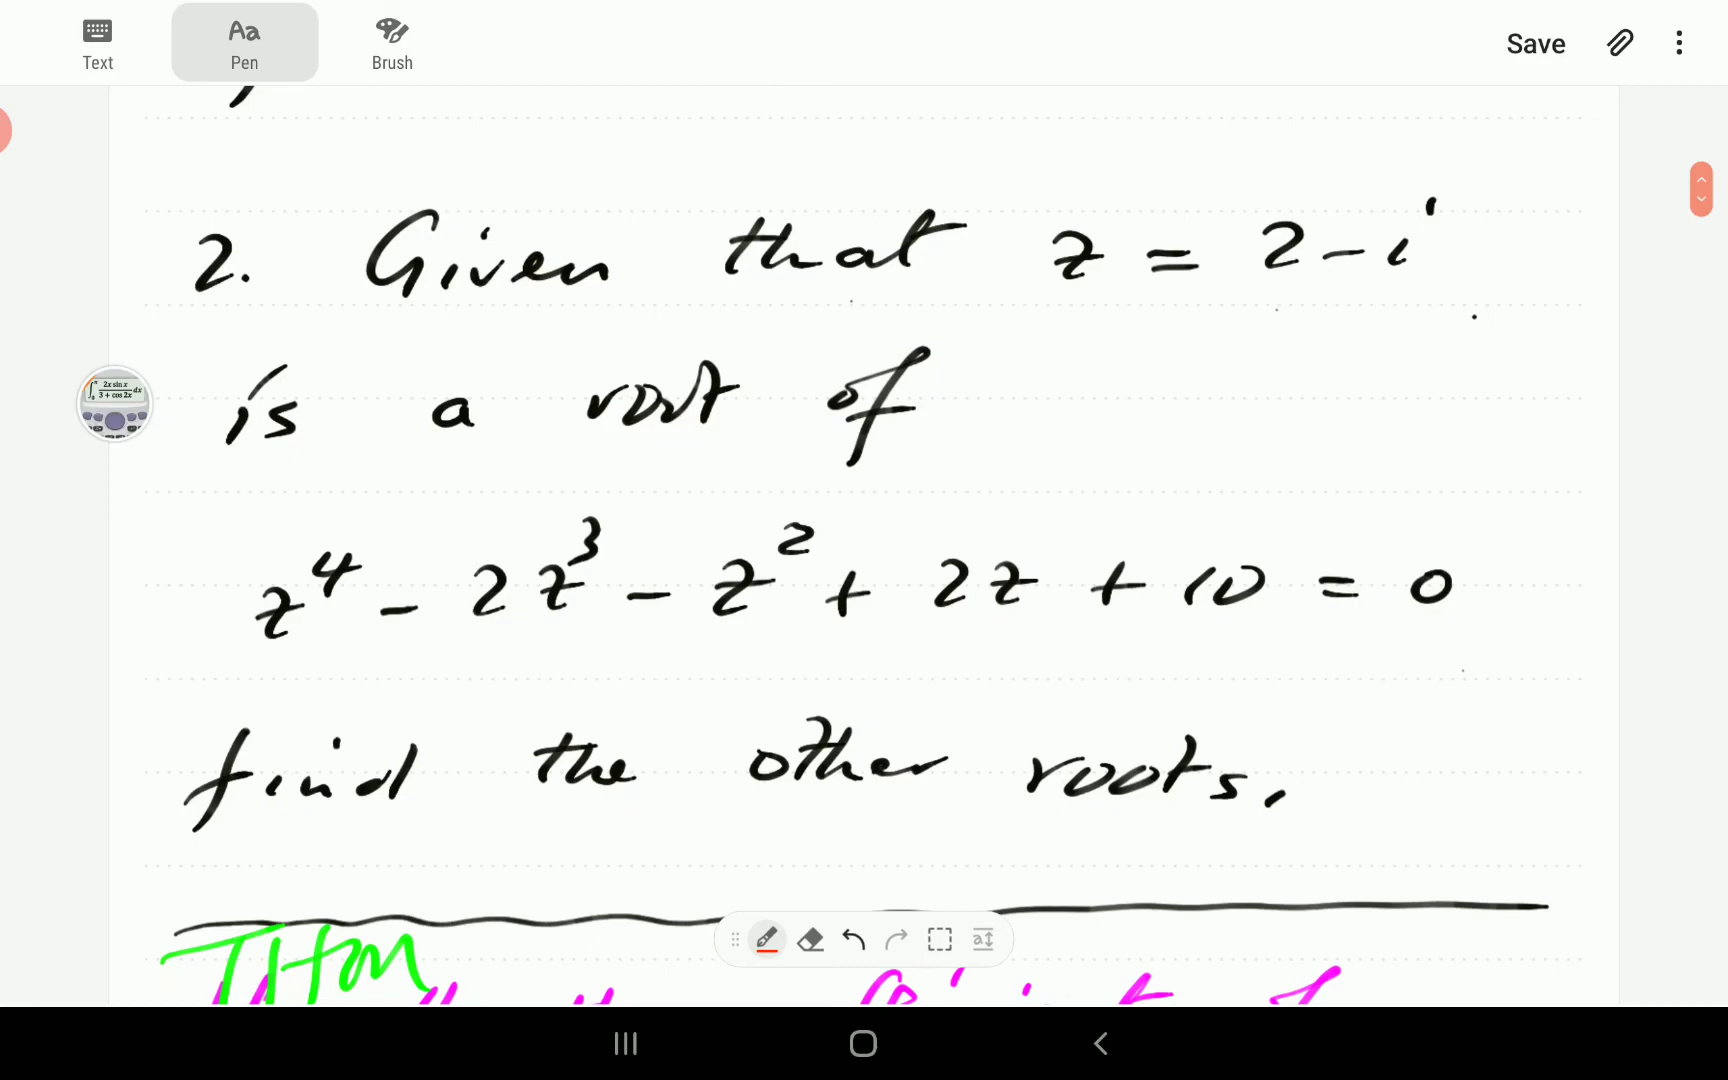 Text
Aa
Pen
Brush
Save
2. Given that z = 2 - i
is a root of
z⁴ - 2z³ - z² + 2z + 10 = 0
find the other roots.